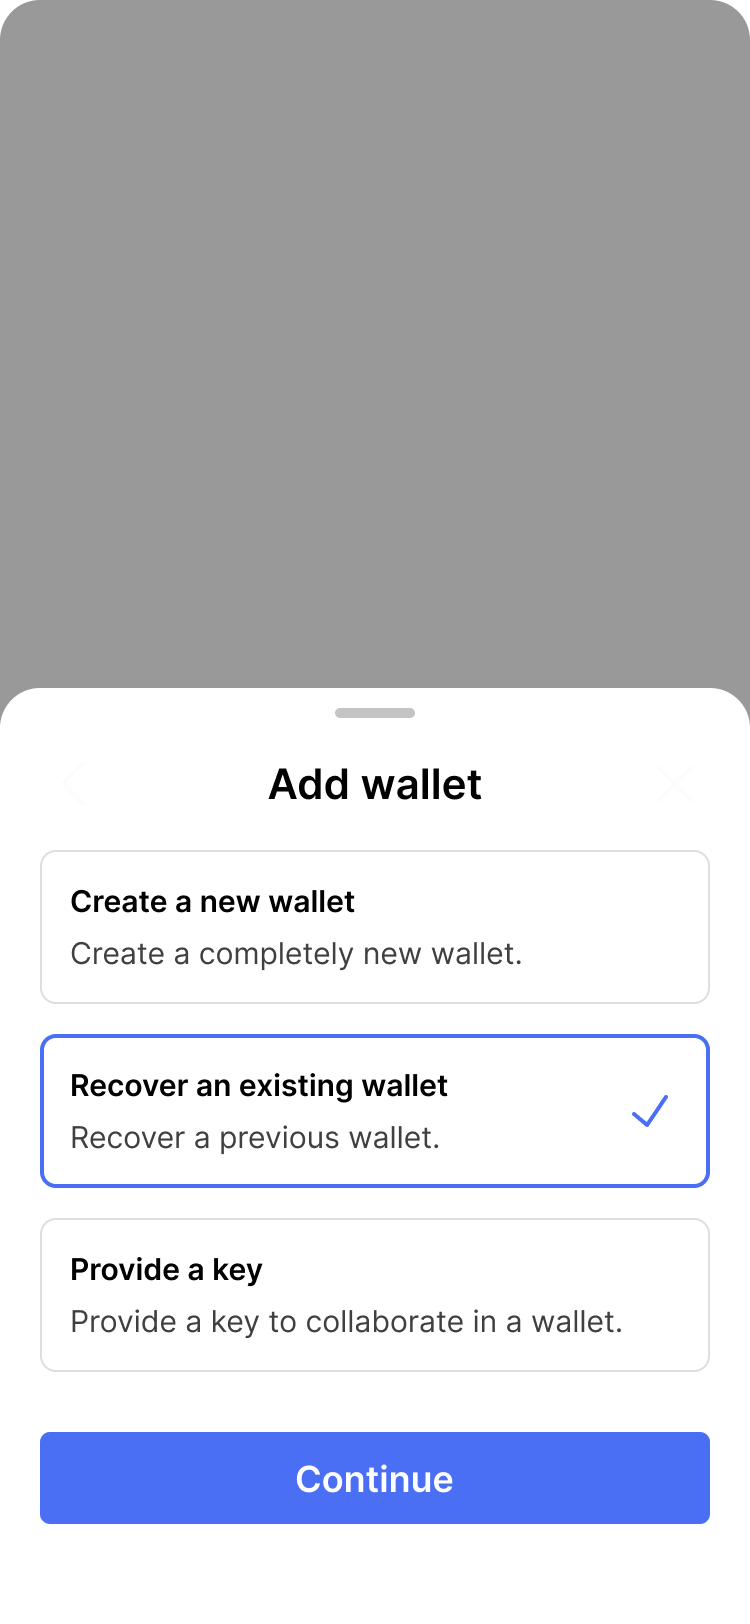 Add wallet
Create a new wallet
Create a completely new wallet.
Recover an existing wallet
Recover a previous wallet.
Provide a key
Provide a key to collaborate in a wallet.
Continue